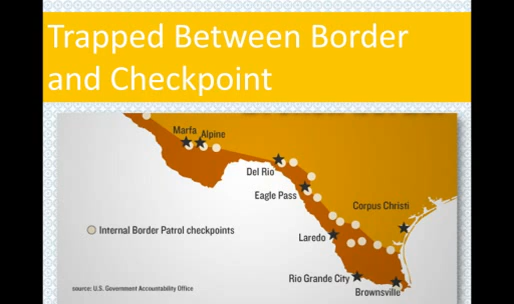 Trapped Between Border
and Checkpoint
Marfa
Alpine
Del Rio
Eagle Pass
Corpus Christi
Internal Border Patrol checkpoints
Laredo
Rio Grande City
source: U.S. Government Accountability Office
Brownsville